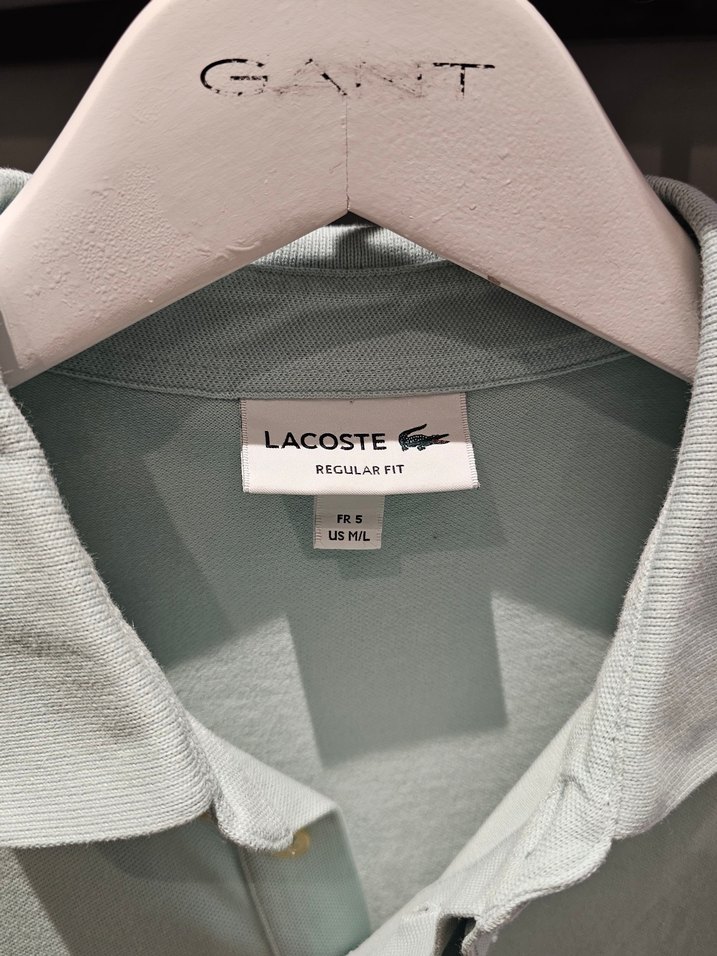 GANT
LACOSTE
REGULAR FIT
FR 5
US M/L